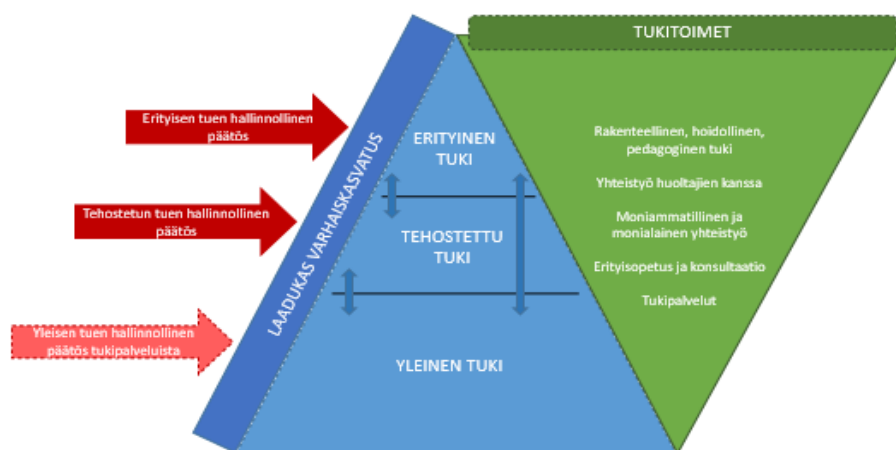 TUKITOIMET
Erityisen tuen hallinnollinen
päätös
Tehostetun tuen hallinnollinen
päätös
Yleisen tuen hallinnollinen
päätös tukipalveluista
LAADUKAS VARHAISKASVATUS
ERITYINEN
TUKI
TEHOSTETTU
TUKI
YLEINEN TUKI
Rakenteellinen, hoidollinen,
pedagoginen tuki
Yhteistyö huoltajien kanssa
Moniammatillinen ja
monialainen yhteistyö
Erityisopetus ja konsultaatio
Tukipalvelut